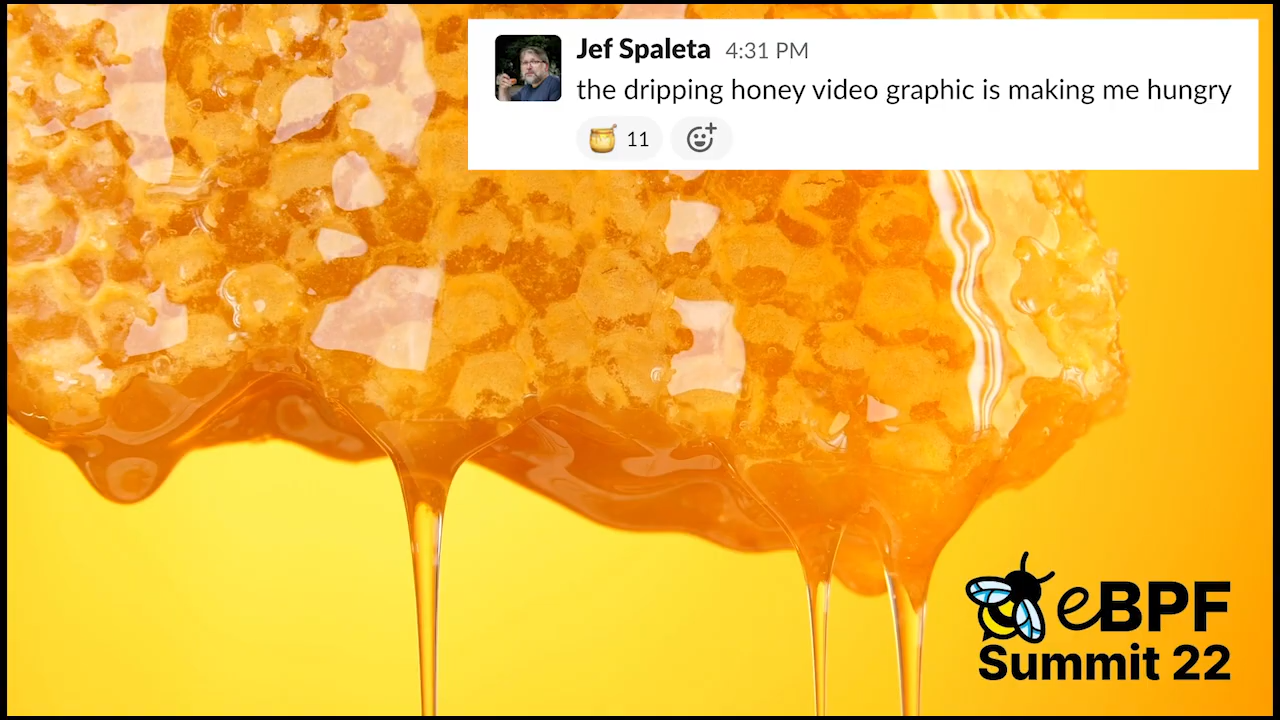 Jef Spaleta 4:31 PM
the dripping honey video graphic is making me hungry
11
eBPF
Summit 22